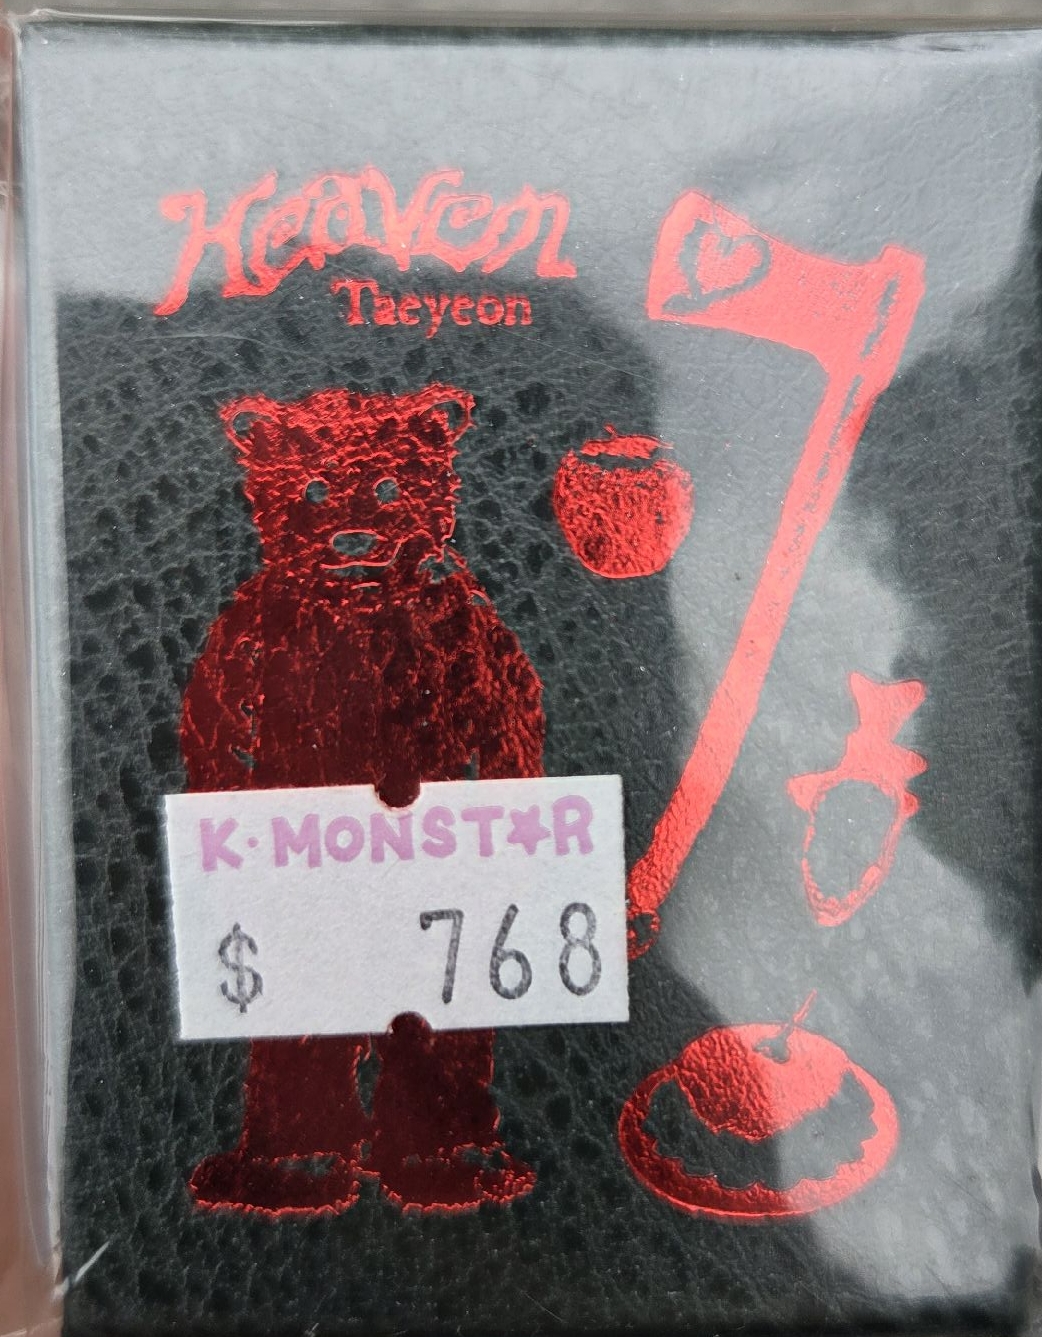 Heaven
Taeyeon
K·MONST★R
$ 768